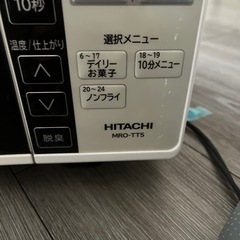 10秒
温度/仕上がり
選択メニュー
6~17
デイリー
お菓子
18~19
10分メニュー
20~24
ノンフライ
脱臭
HITACHI
MRO-TT5